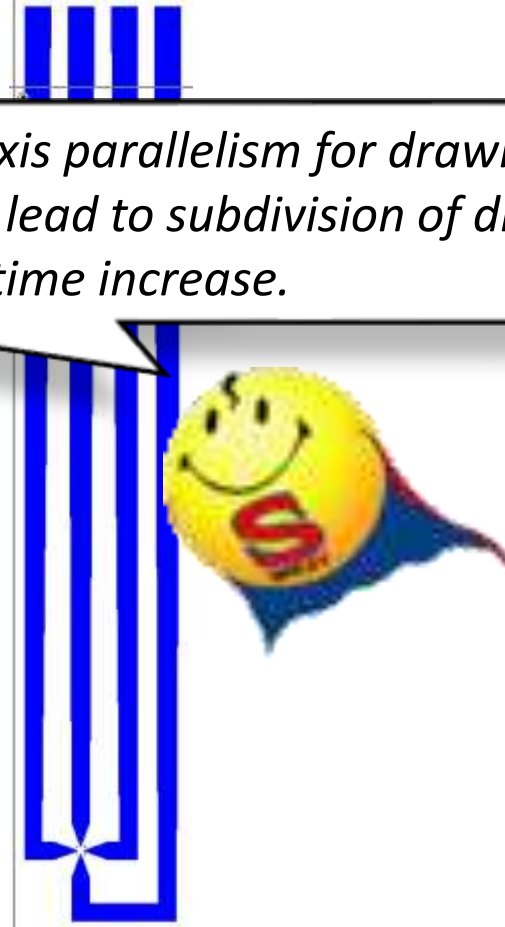 xis parallelism for draw
lead to subdivision of d
time increase.
S